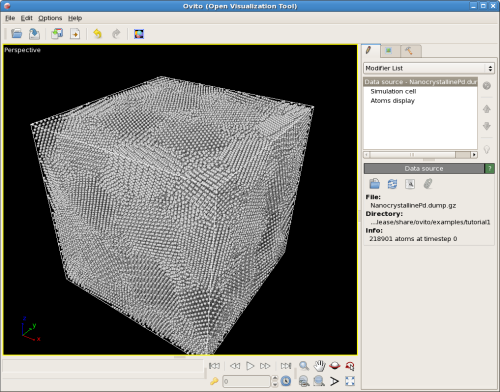 Ovito (Open Visualization Tool)
File Edit Options Help
Perspective
Modifier List
Data source - NanocrystallinePd.dum
Simulation cell
Atoms display
Data source
?
File:
NanocrystallinePd.dump.gz
Directory:
...lease/share/ovito/examples/tutorial1
Info:
218901 atoms at timestep 0
z
y
x
0